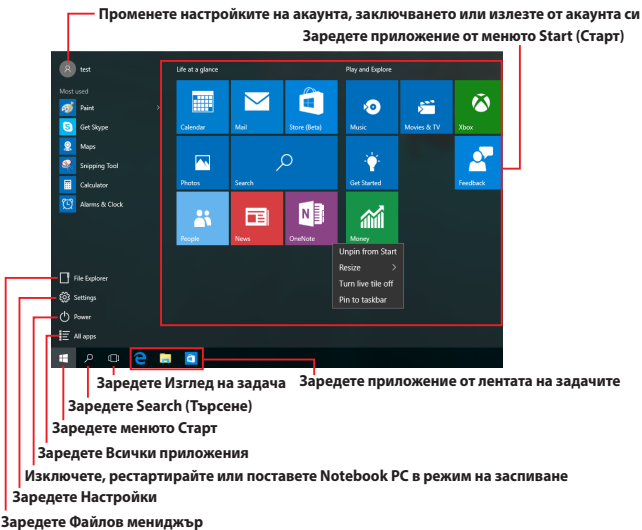 Променете настройките на акаунта, заключването или излезте от акаунта си
Заредете приложение от менюто Start (Старт)
test
Life at a glance
Play and Explore
Most used
Paint
Get Skype
Maps
Snipping Tool
Calculator
Alarms & Clock
Calendar
Mail
Store (Beta)
Music
Movies & TV
Xbox
Photos
Search
Get Started
Feedback
People
News
OneNote
Money
Unpin from Start
Resize
Turn live tile off
Pin to taskbar
File Explorer
Settings
Power
All apps
Заредете Изглед на задача
Заредете приложение от лентата на задачите
Заредете Search (Търсене)
Заредете менюто Старт
Заредете Всички приложения
Изключете, рестартирайте или поставете Notebook PC в режим на заспиване
Заредете Настройки
Заредете Файлов мениджър